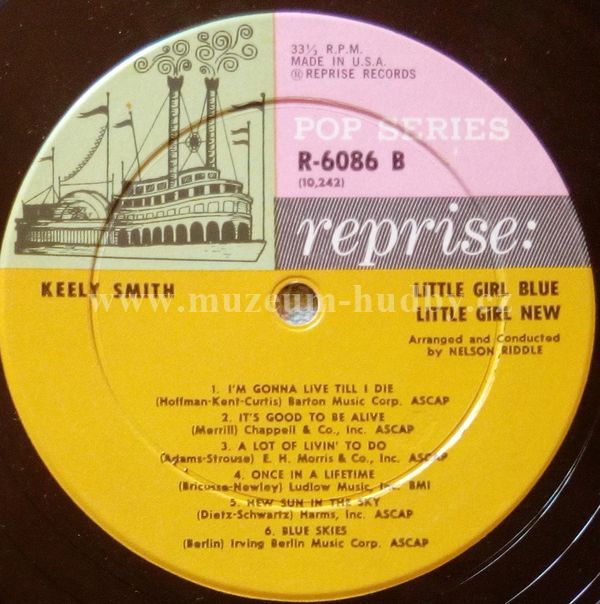 33⅓ R.P.M.
MADE IN U.S.A.
Ⓡ REPRISE RECORDS
POP SERIES
R-6086 B
(10,242)
reprise:
KEELY SMITH
LITTLE GIRL BLUE
LITTLE GIRL NEW
Arranged and Conducted
by NELSON RIDDLE
www.muzeum-hudby.cz
1. I'M GONNA LIVE TILL I DIE
(Hoffman-Kent-Curtis) Barton Music Corp. ASCAP
2. IT'S GOOD TO BE ALIVE
(Merrill) Chappell & Co., Inc. ASCAP
3. A LOT OF LIVIN' TO DO
(Adams-Strouse) E. H. Morris & Co., Inc. ASCAP
4. ONCE IN A LIFETIME
(Bricusse-Newley) Ludlow Music, Inc. BMI
5. NEW SUN IN THE SKY
(Dietz-Schwartz) Harms, Inc. ASCAP
6. BLUE SKIES
(Berlin) Irving Berlin Music Corp. ASCAP